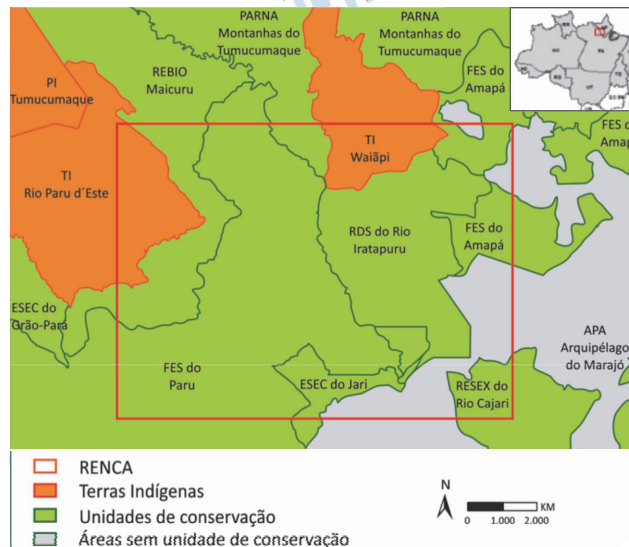 PARNA
Montanhas do
Tumucumaque
PARNA
Montanhas do
Tumucumaque
REBIO
Maicuru
PI
Tumucumaque
FES do
Amapá
FES do
Amapá
TI
Waiãpi
TI
Rio Paru d´Este
RDS do Rio
Iratapuru
FES do
Amapá
ESEC do
Grão-Pará
APA
Arquipélago
do Marajó
FES do
Paru
ESEC do Jari
RESEX do
Rio Cajari
RENCA
Terras Indígenas
Unidades de conservação
Áreas sem unidade de conservação
N
KM
0 1.000 2.000